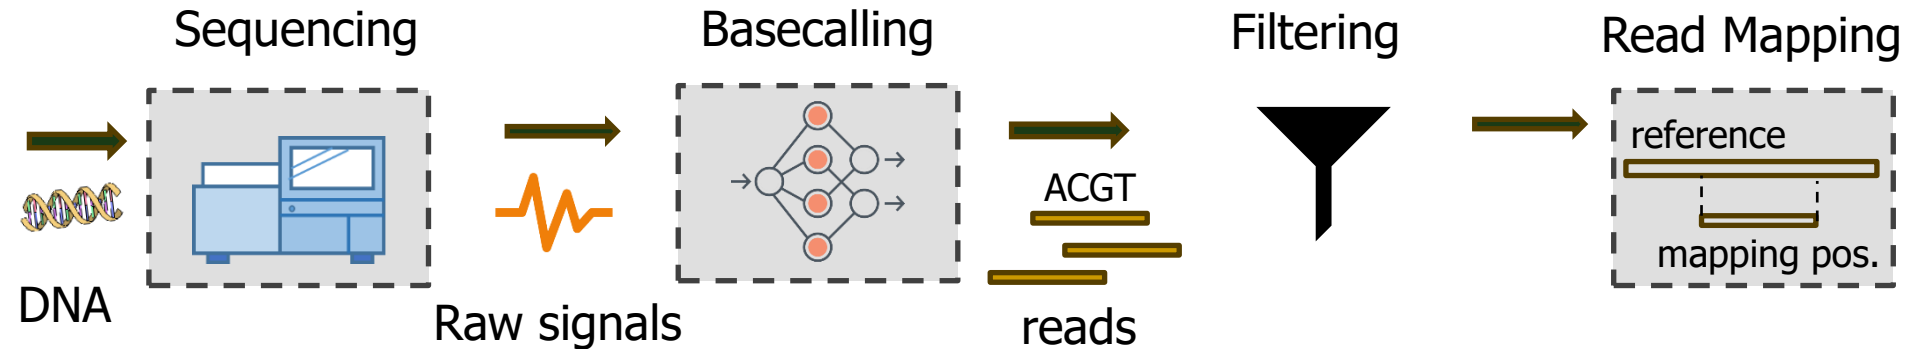 Sequencing
Basecalling
Filtering
Read Mapping
DNA
Raw signals
ACGT
reads
reference
mapping pos.